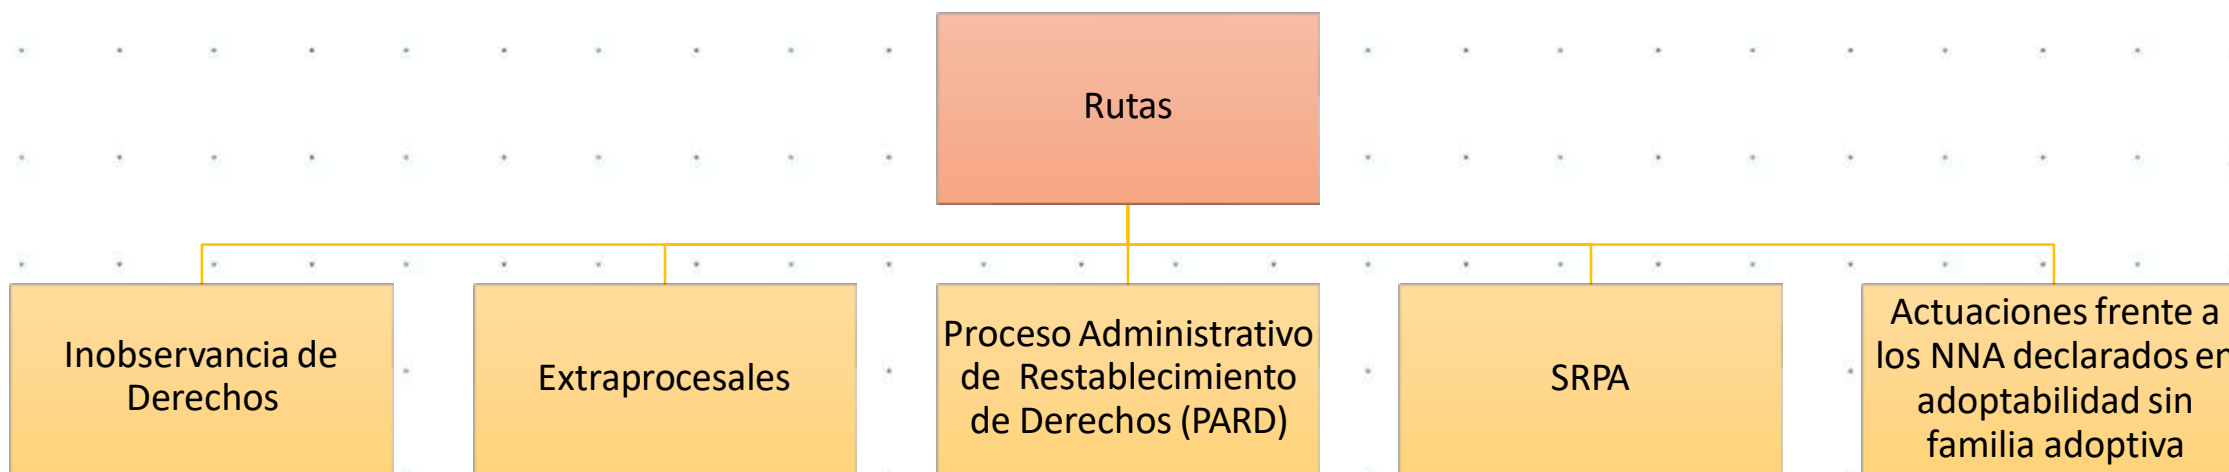 Rutas
Inobservancia de
Derechos
Extraprocesales
Proceso Administrativo
de Restablecimiento
de Derechos (PARD)
SRPA
Actuaciones frente a
los NNA declarados en
adoptabilidad sin
familia adoptiva